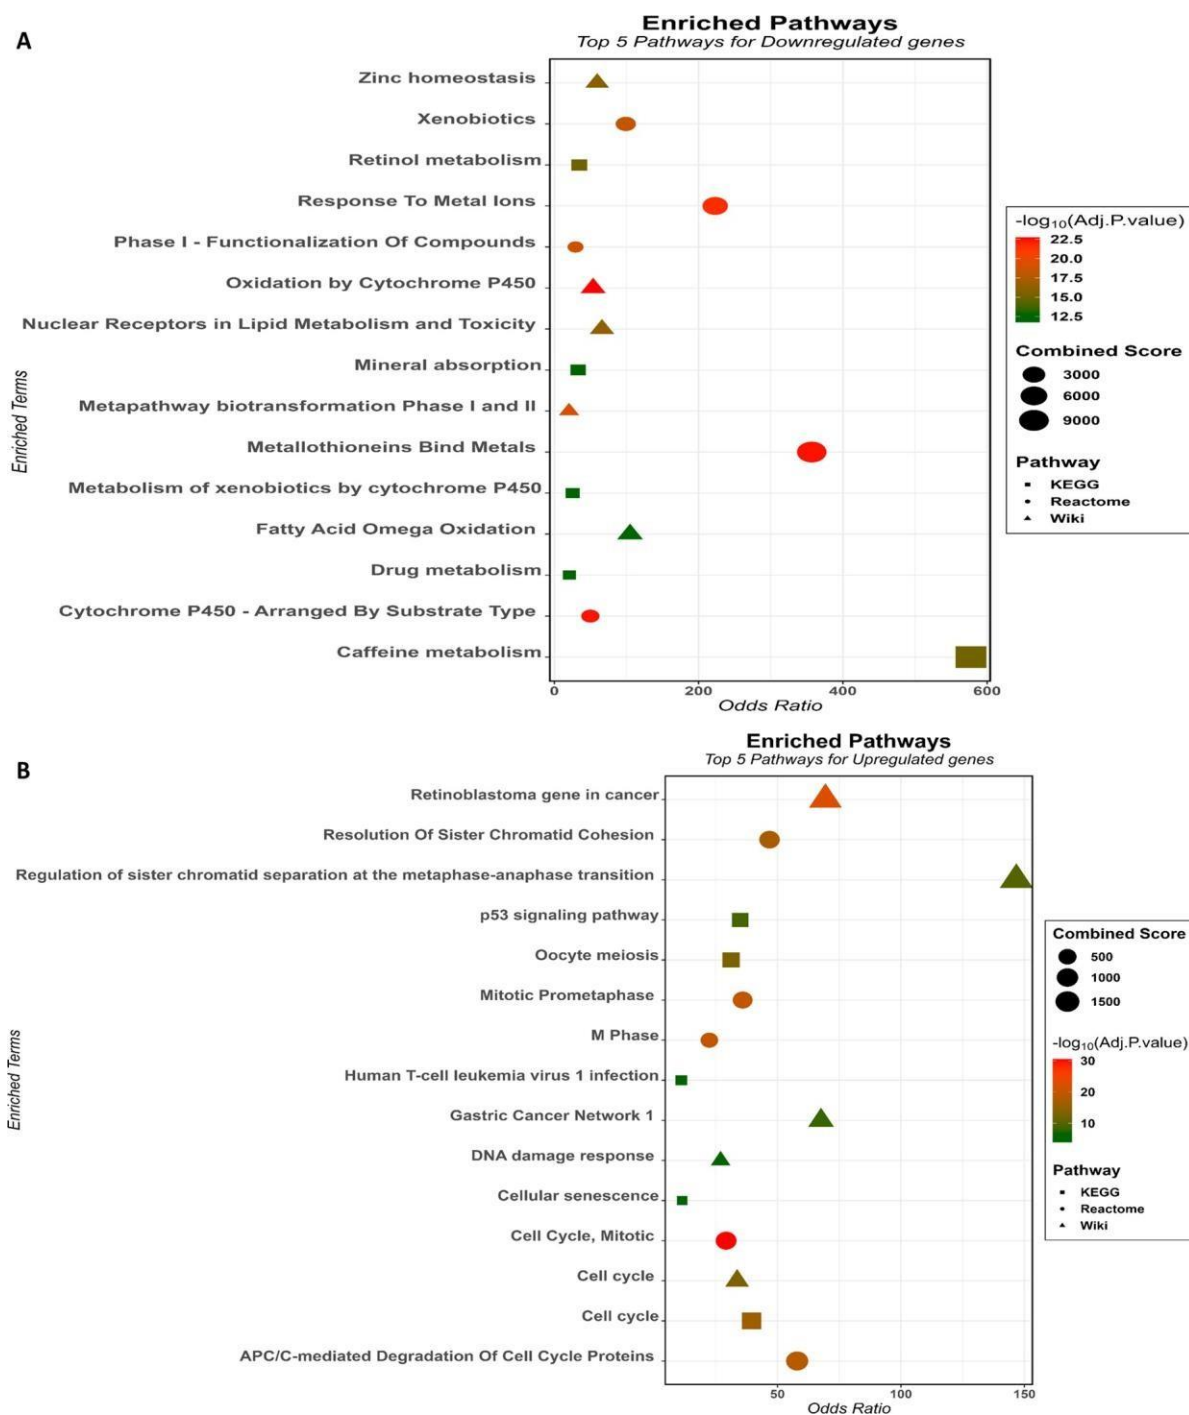 A
Enriched Pathways
Top 5 Pathways for Downregulated genes
Enriched Terms
Zinc homeostasis
Xenobiotics
Retinol metabolism
Response To Metal Ions
Phase I - Functionalization Of Compounds
Oxidation by Cytochrome P450
Nuclear Receptors in Lipid Metabolism and Toxicity
Mineral absorption
Metapathway biotransformation Phase I and II
Metallothioneins Bind Metals
Metabolism of xenobiotics by cytochrome P450
Fatty Acid Omega Oxidation
Drug metabolism
Cytochrome P450 - Arranged By Substrate Type
Caffeine metabolism
0 200 400 600
Odds Ratio
-log10(Adj.P.value)
22.5
20.0
17.5
15.0
12.5
Combined Score
3000
6000
9000
Pathway
KEGG
Reactome
Wiki
B
Enriched Pathways
Top 5 Pathways for Upregulated genes
Enriched Terms
Retinoblastoma gene in cancer
Resolution Of Sister Chromatid Cohesion
Regulation of sister chromatid separation at the metaphase-anaphase transition
p53 signaling pathway
Oocyte meiosis
Mitotic Prometaphase
M Phase
Human T-cell leukemia virus 1 infection
Gastric Cancer Network 1
DNA damage response
Cellular senescence
Cell Cycle, Mitotic
Cell cycle
Cell cycle
APC/C-mediated Degradation Of Cell Cycle Proteins
50 100 150
Odds Ratio
Combined Score
500
1000
1500
-log10(Adj.P.value)
30
20
10
Pathway
KEGG
Reactome
Wiki